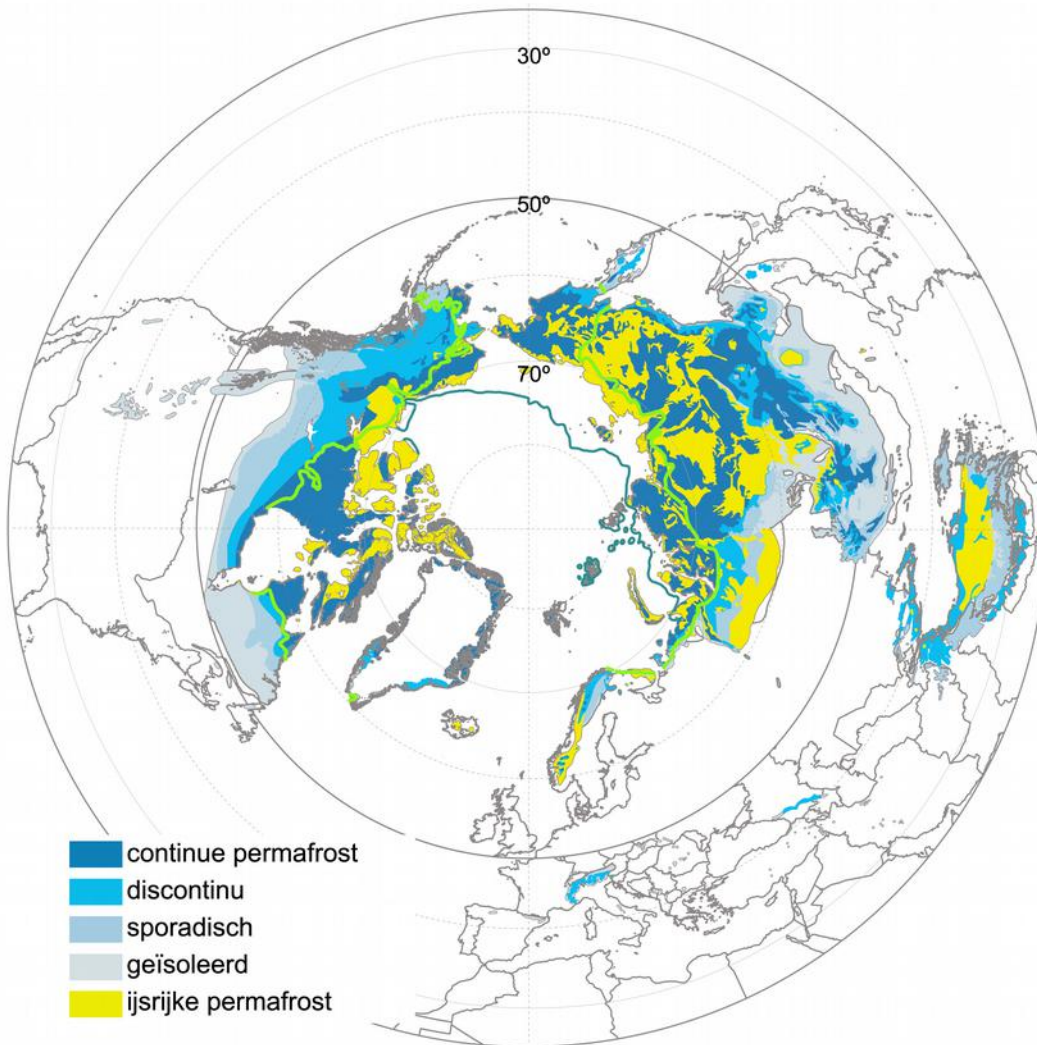 30º
50º
70º
continue permafrost
discontinu
sporadisch
geïsoleerd
ijsrijke permafrost